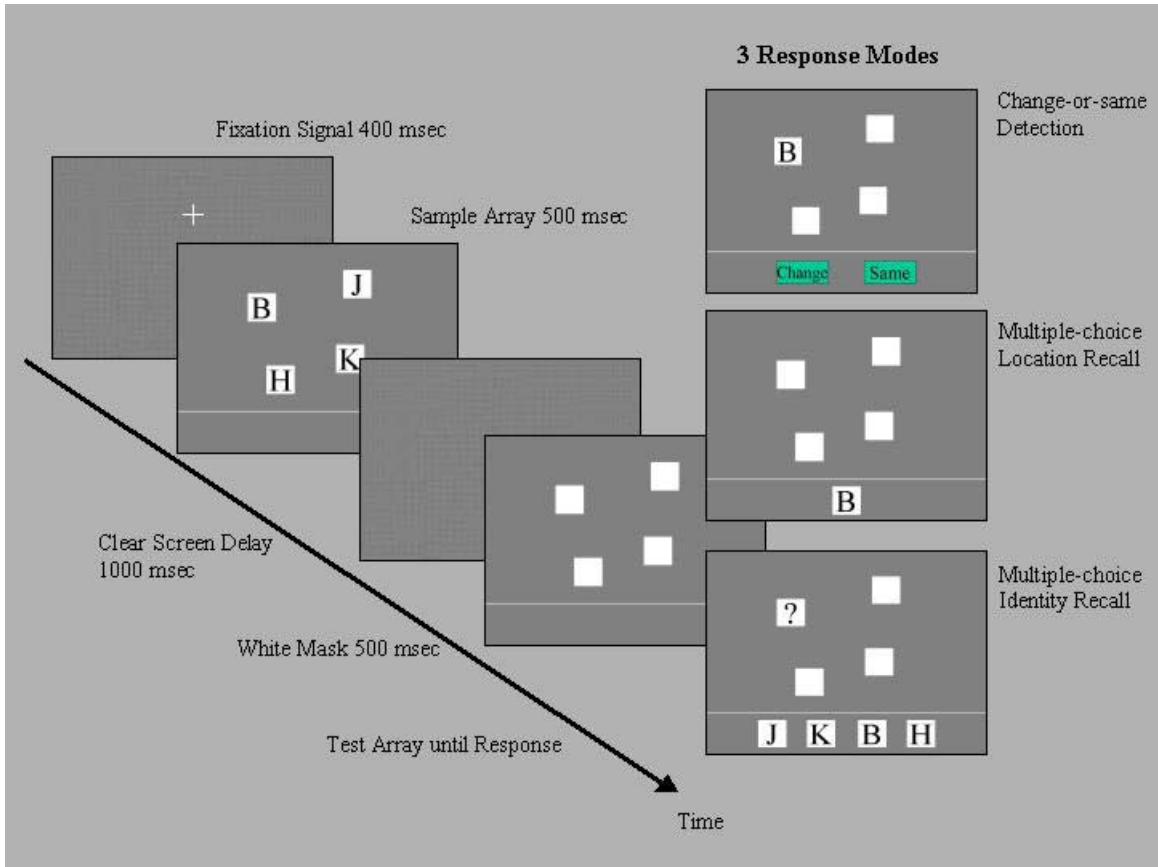 3 Response Modes
Fixation Signal 400 msec
Sample Array 500 msec
J
B
K
H
Clear Screen Delay
1000 msec
White Mask 500 msec
Test Array until Response
Time
B
Change Same
Change-or-same
Detection
B
Multiple-choice
Location Recall
?
J K B H
Multiple-choice
Identity Recall